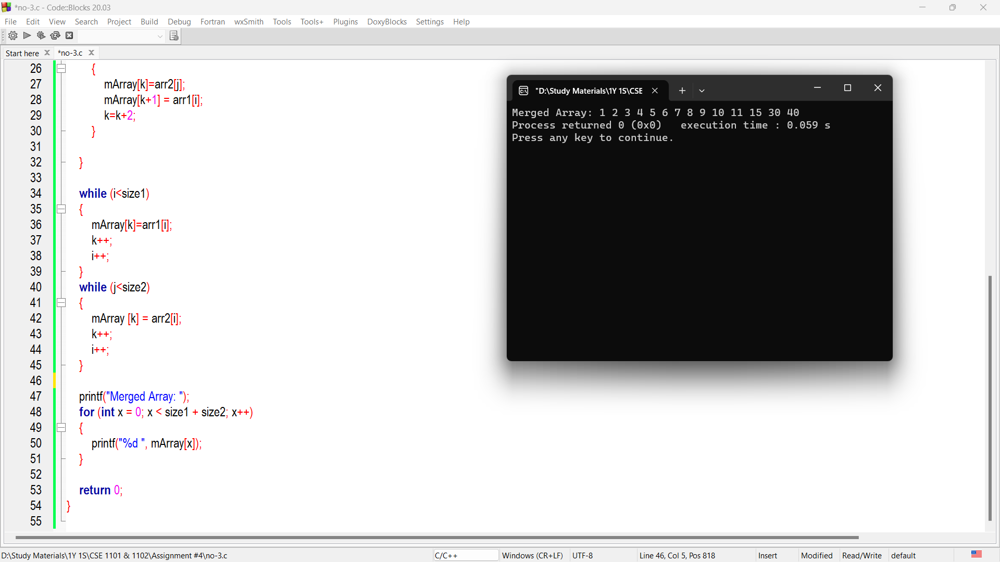 *no-3.c - Code::Blocks 20.03
File Edit View Search Project Build Debug Fortran wxSmith Tools Tools+ Plugins DoxyBlocks Settings Help
Start here *no-3.c
26 {
27 mArray[k]=arr2[j];
28 mArray[k+1] = arr1[i];
29 k=k+2;
30 }
31
32 }
33
34 while (i<size1)
35 {
36 mArray[k]=arr1[i];
37 k++;
38 i++;
39 }
40 while (j<size2)
41 {
42 mArray [k] = arr2[i];
43 k++;
44 i++;
45 }
46
47 printf("Merged Array: ");
48 for (int x = 0; x < size1 + size2; x++)
49 {
50 printf("%d ", mArray[x]);
51 }
52
53 return 0;
54 }
55
"D:\Study Materials\1Y 1S\CSE
Merged Array: 1 2 3 4 5 6 7 8 9 10 11 15 30 40
Process returned 0 (0x0)   execution time : 0.059 s
Press any key to continue.
D:\Study Materials\1Y 1S\CSE 1101 & 1102\Assignment #4\no-3.c C/C++ Windows (CR+LF) UTF-8 Line 46, Col 5, Pos 818 Insert Modified Read/Write default